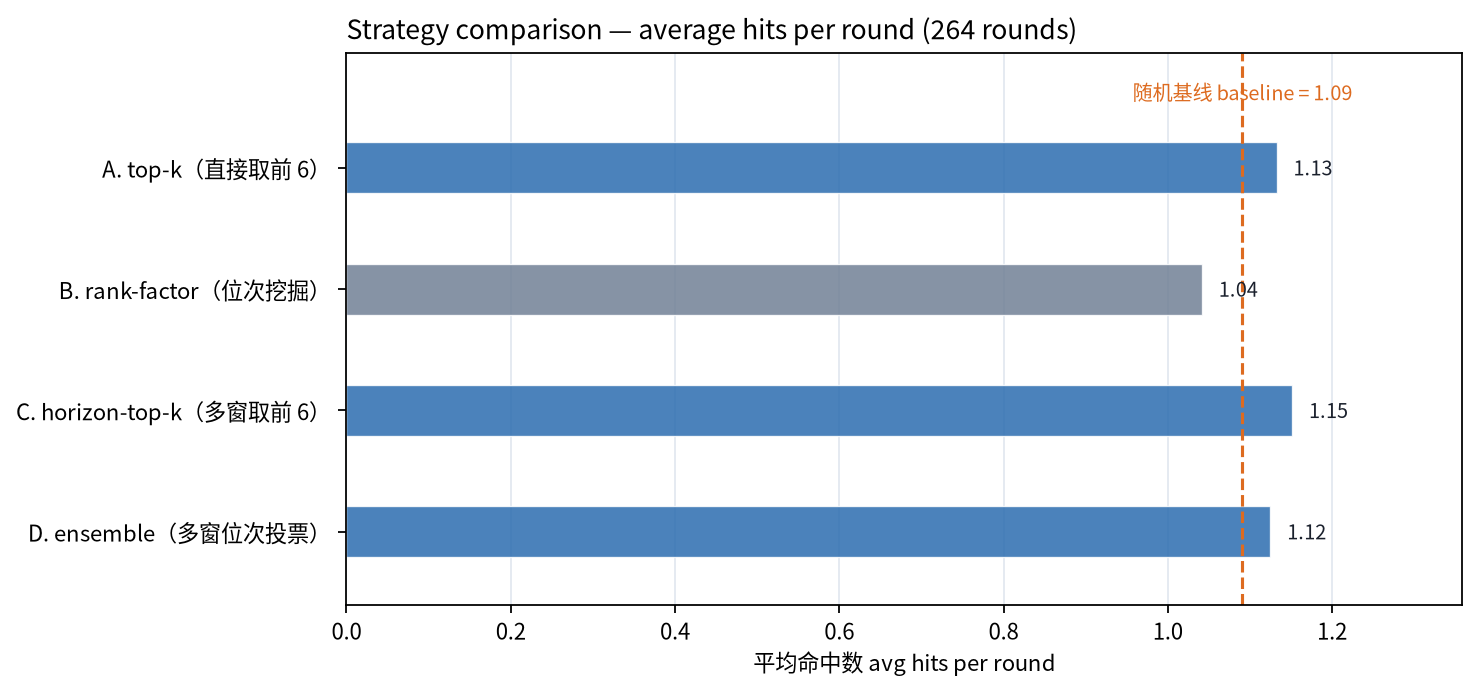 Strategy comparison — average hits per round (264 rounds)
随机基线 baseline = 1.09
A. top-k（直接取前 6）
1.13
B. rank-factor（位次挖掘）
1.04
C. horizon-top-k（多窗取前 6）
1.15
D. ensemble（多窗位次投票）
1.12
0.0 0.2 0.4 0.6 0.8 1.0 1.2
平均命中数 avg hits per round